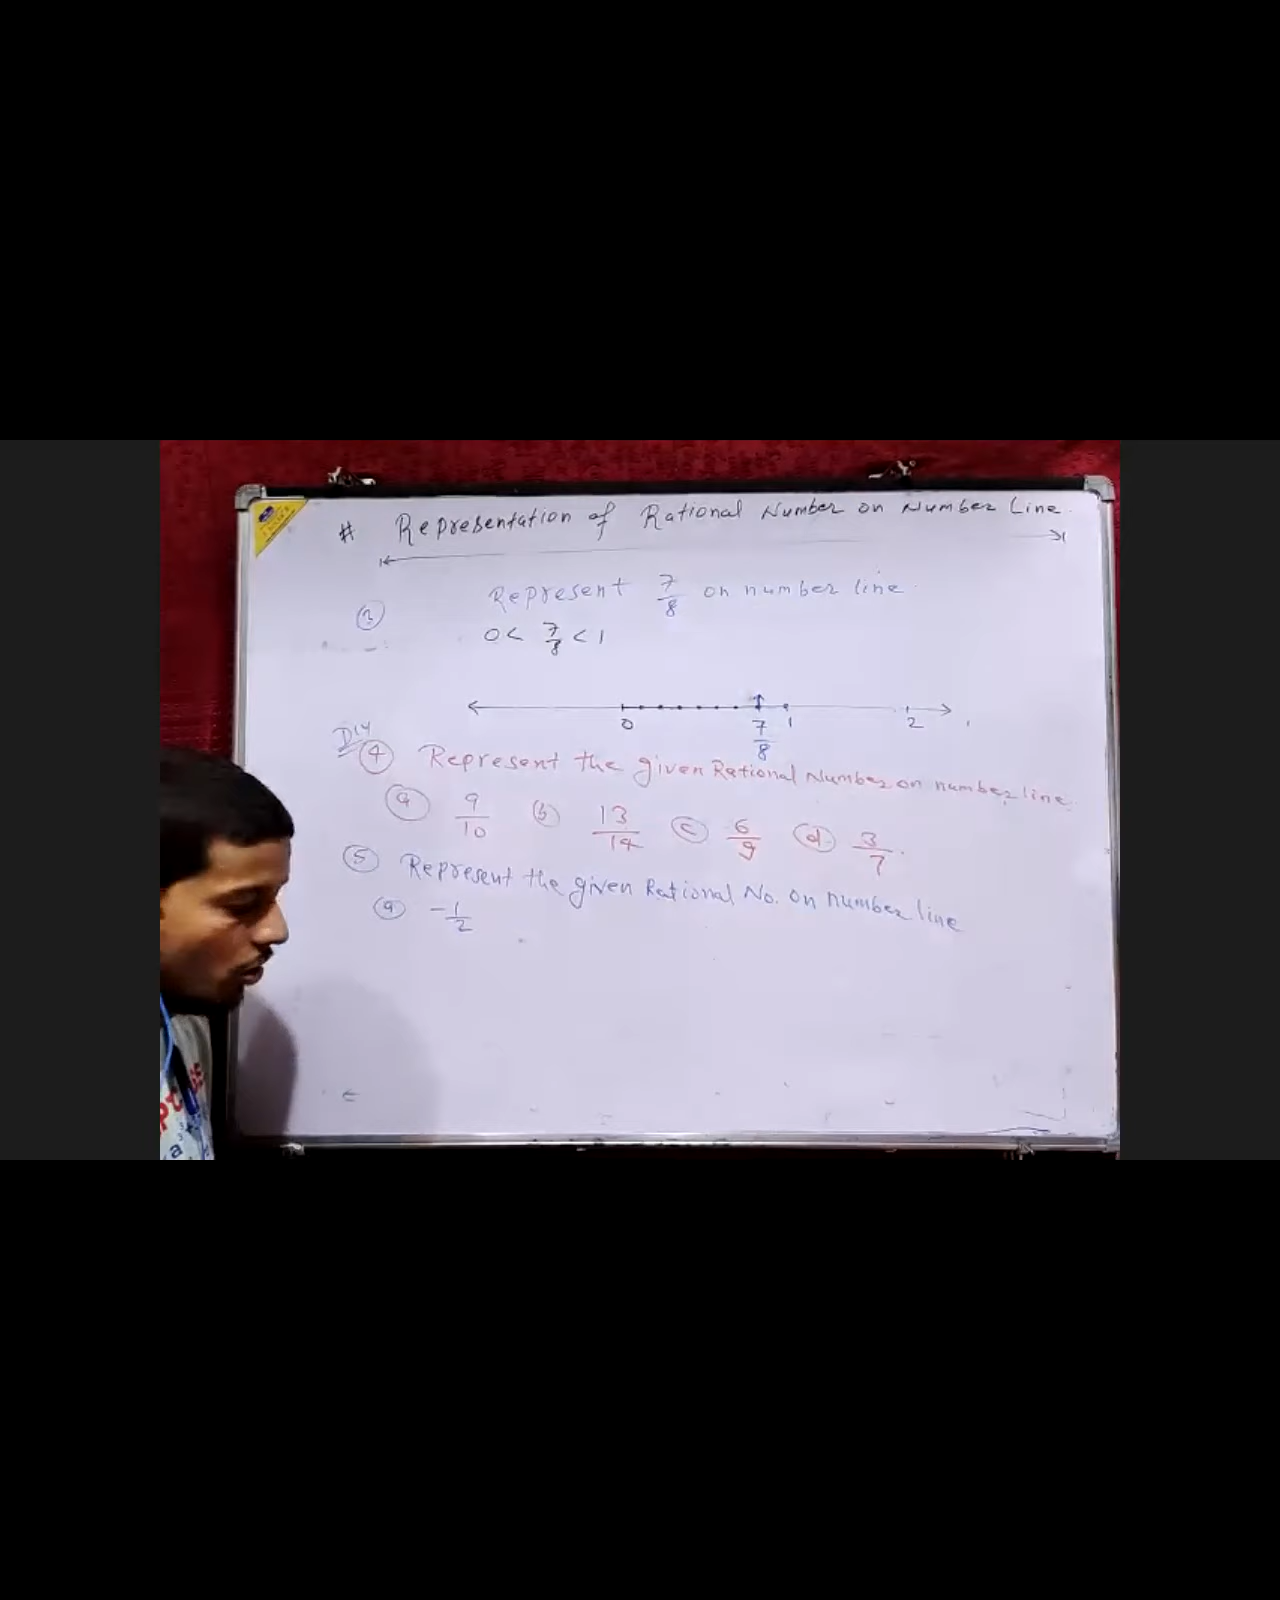 # Representation of Rational Number on Number Line.
Represent 7/8 on number line.
3
0 < 7/8 < 1
0 7/8 1 2
DIY
4 Represent the given Rational Number on number line.
a 9/10 b 13/14 c 6/9 d 3/7.
5 Represent the given Rational No. on number line
a -1/2